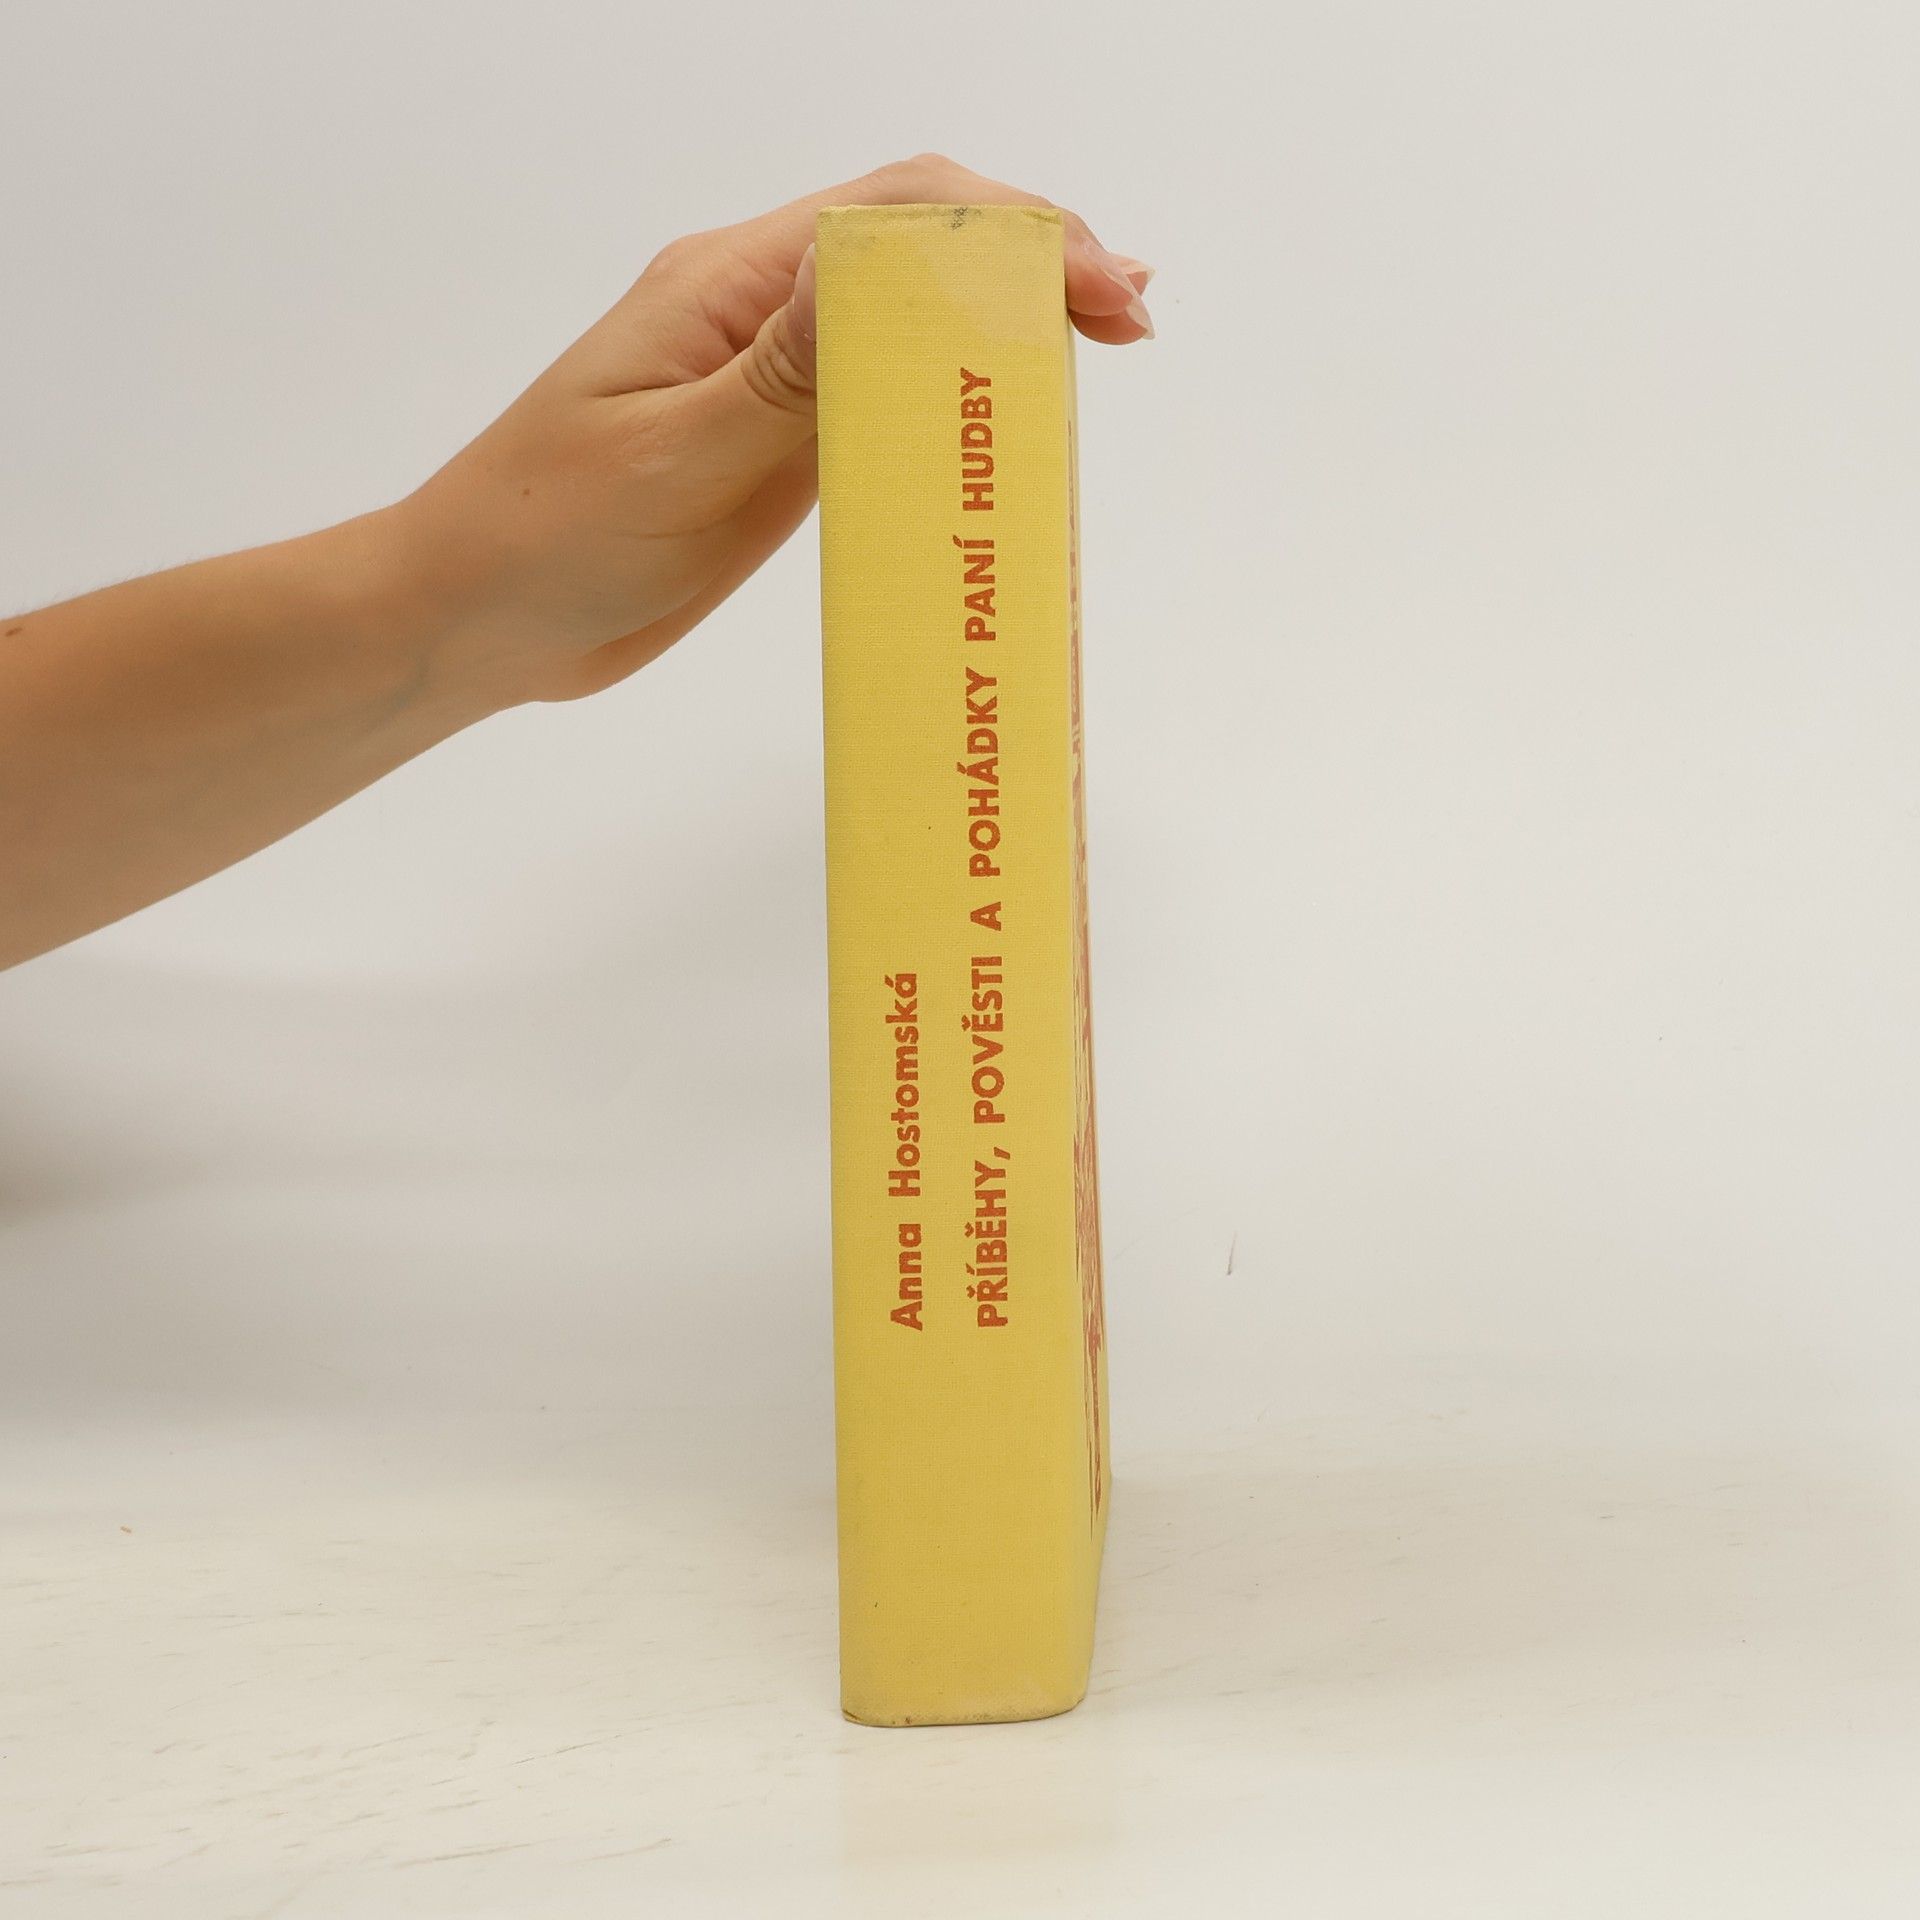 Anna Hostomská
PŘÍBĚHY, POVĚSTI A POHÁDKY PANÍ HUDBY